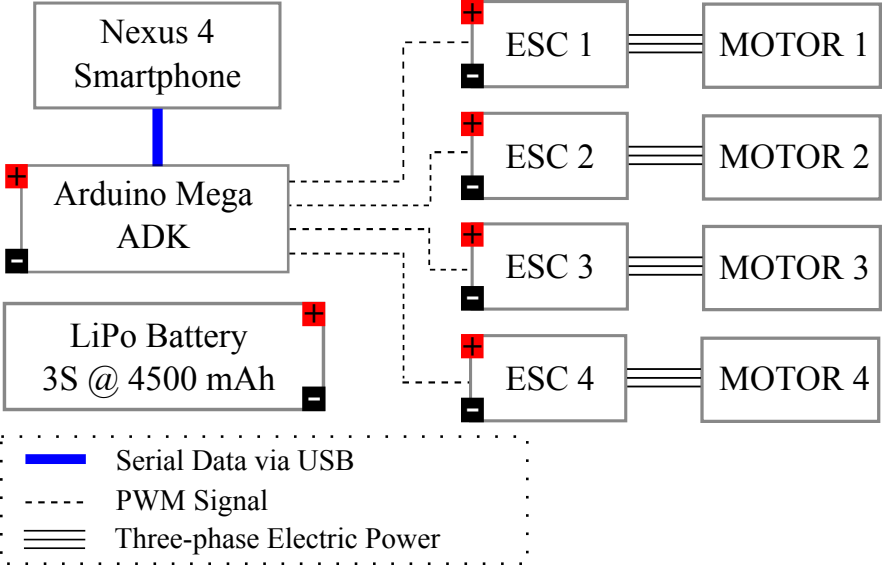 Nexus 4
Smartphone
Arduino Mega
ADK
LiPo Battery
3S @ 4500 mAh
+
-
+
-
ESC 1
+
-
MOTOR 1
ESC 2
+
-
MOTOR 2
ESC 3
+
-
MOTOR 3
ESC 4
+
-
MOTOR 4
Serial Data via USB
PWM Signal
Three-phase Electric Power